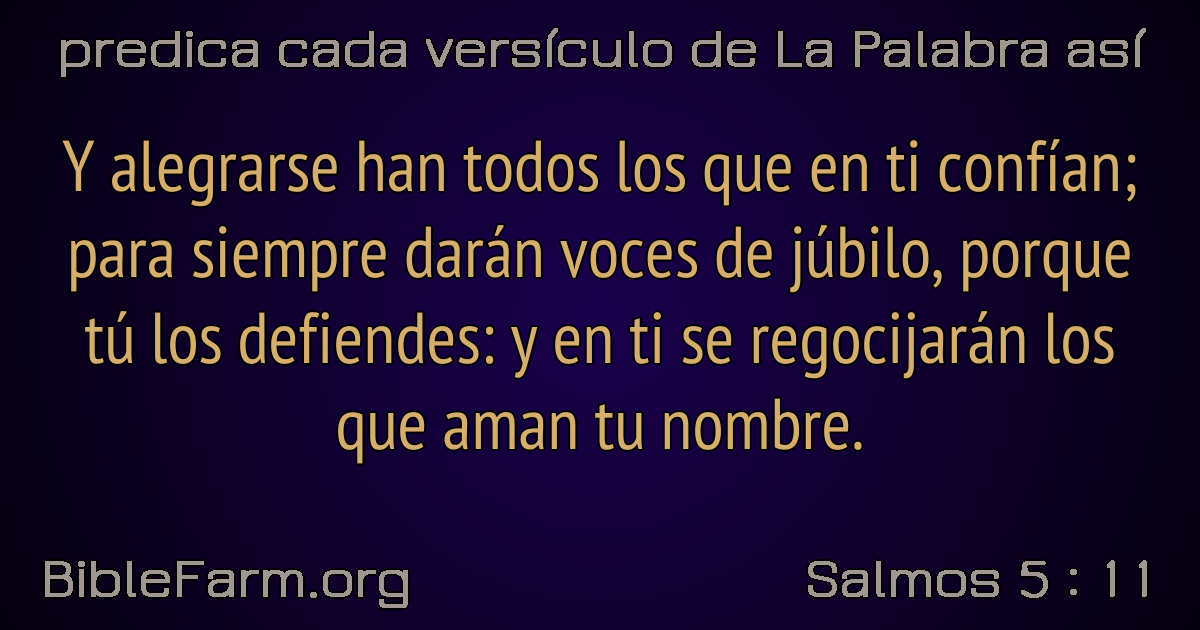 predica cada versículo de La Palabra así
Y alegrarse han todos los que en ti confían;
para siempre darán voces de júbilo, porque
tú los defiendes: y en ti se regocijarán los
que aman tu nombre.
BibleFarm.org
Salmos 5 : 11